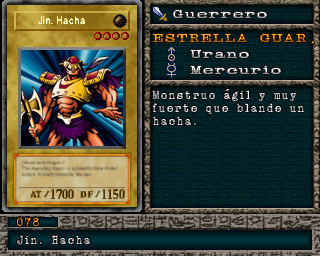 Jin. Hacha
AT/1700 DF/1150
Guerrero
ESTRELLA GUAR.
Urano
Mercurio
Monstruo ágil y muy
fuerte que blande un
hacha.
078
Jin. Hacha